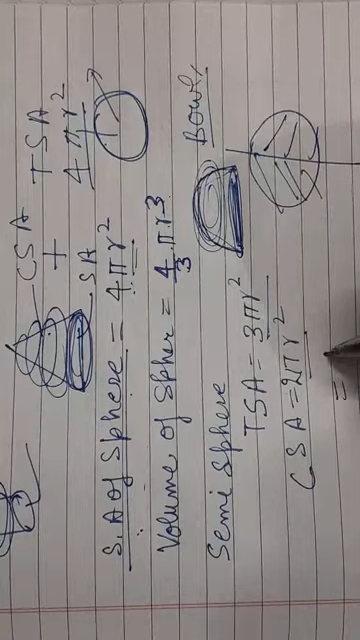 CSA + TSA
SA 4πr²
S.A of Sphere = 4πr²
Volume of Spher = 4/3 πr³
Semi Sphere Bowl
TSA = 3πr²
CSA = 2πr²
=